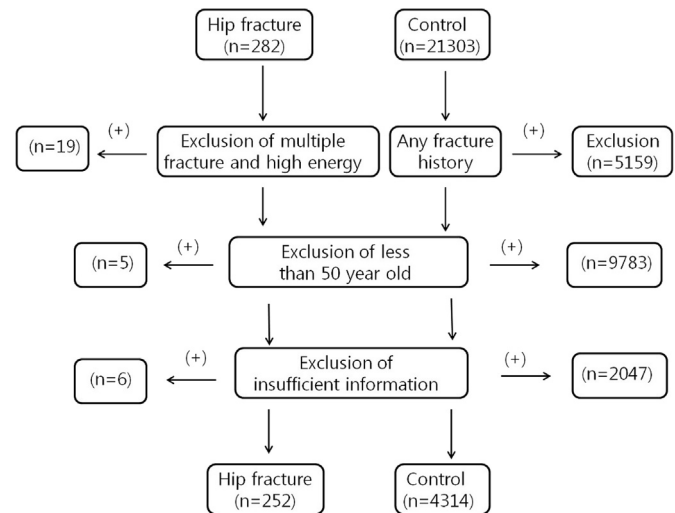 Hip fracture
(n=282)
Control
(n=21303)
(+)
(n=19)
Exclusion of multiple
fracture and high energy
Any fracture
history
(+)
Exclusion
(n=5159)
(+)
(n=5)
Exclusion of less
than 50 year old
(+)
(n=9783)
(+)
(n=6)
Exclusion of
insufficient information
(+)
(n=2047)
Hip fracture
(n=252)
Control
(n=4314)